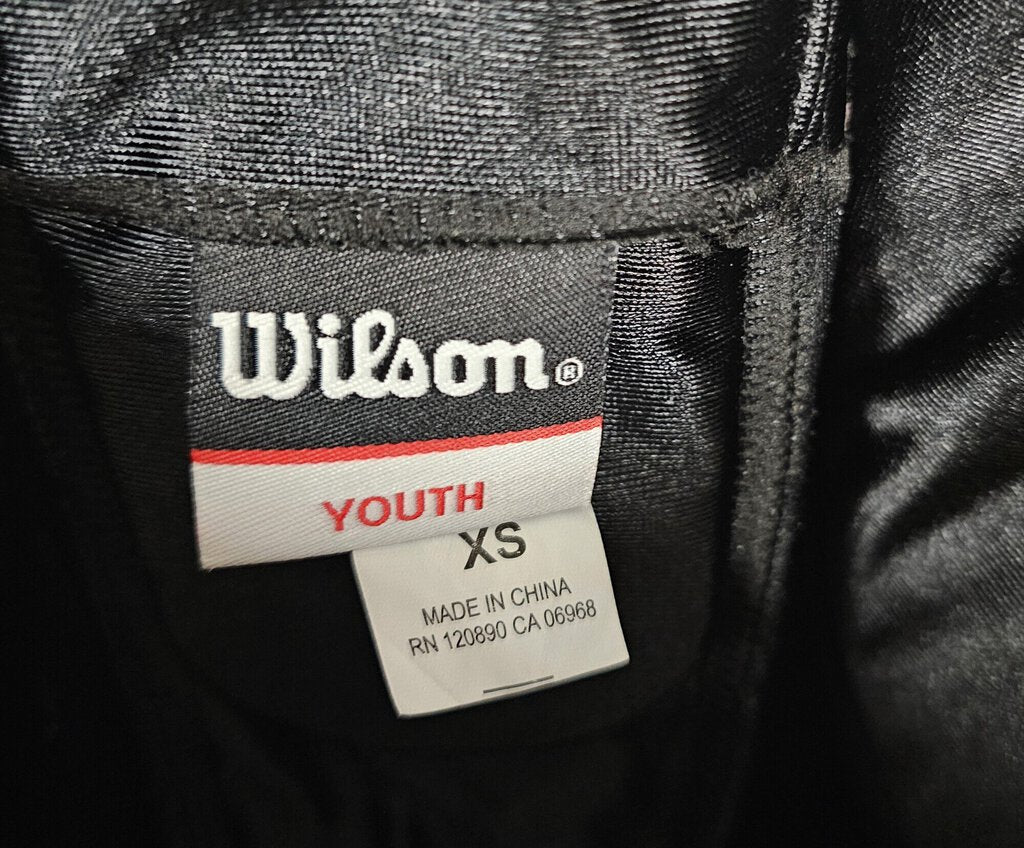 Wilson®
YOUTH
XS
MADE IN CHINA
RN 120890 CA 06968